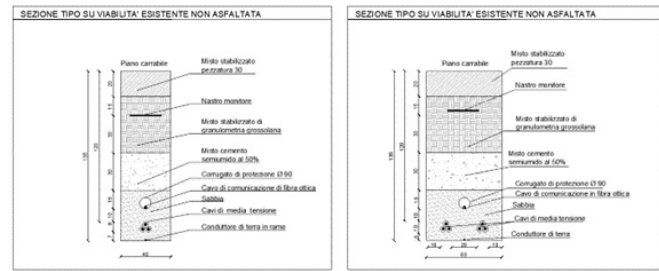 SEZIONE TIPO SU VIABILITA' ESISTENTE NON ASFALTATA
Piano carrabile
Misto stabilizzato
pezzatura 30
Nastro monitore
Misto stabilizzato di
granulometria grossolana
Misto cemento
semiumido al 50%
Corrugato di protezione Ø 90
Cavo di comunicazione di fibra ottica
Sabbia
Cavi di media tensione
Conduttore di terra in rame
40
SEZIONE TIPO SU VIABILITA' ESISTENTE NON ASFALTATA
Piano carrabile
Misto stabilizzato
pezzatura 30
Nastro monitore
Misto stabilizzato di
granulometria grossolana
Misto cemento
semiumido al 50%
Corrugato di protezione Ø 90
Cavo di comunicazione in fibra ottica
Sabbia
Cavi di media tensione
Conduttore di terra